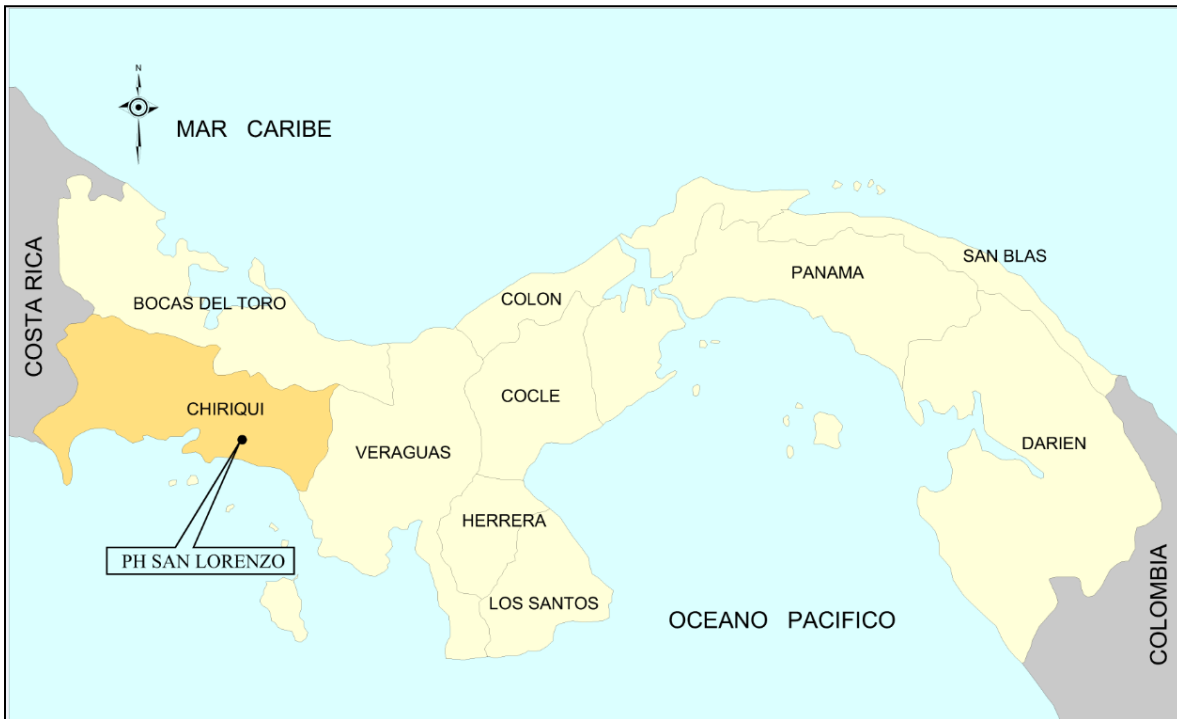 N
MAR CARIBE
COSTA RICA
BOCAS DEL TORO
COLON
PANAMA
SAN BLAS
CHIRIQUI
COCLE
VERAGUAS
DARIEN
HERRERA
PH SAN LORENZO
LOS SANTOS
OCEANO PACIFICO
COLOMBIA